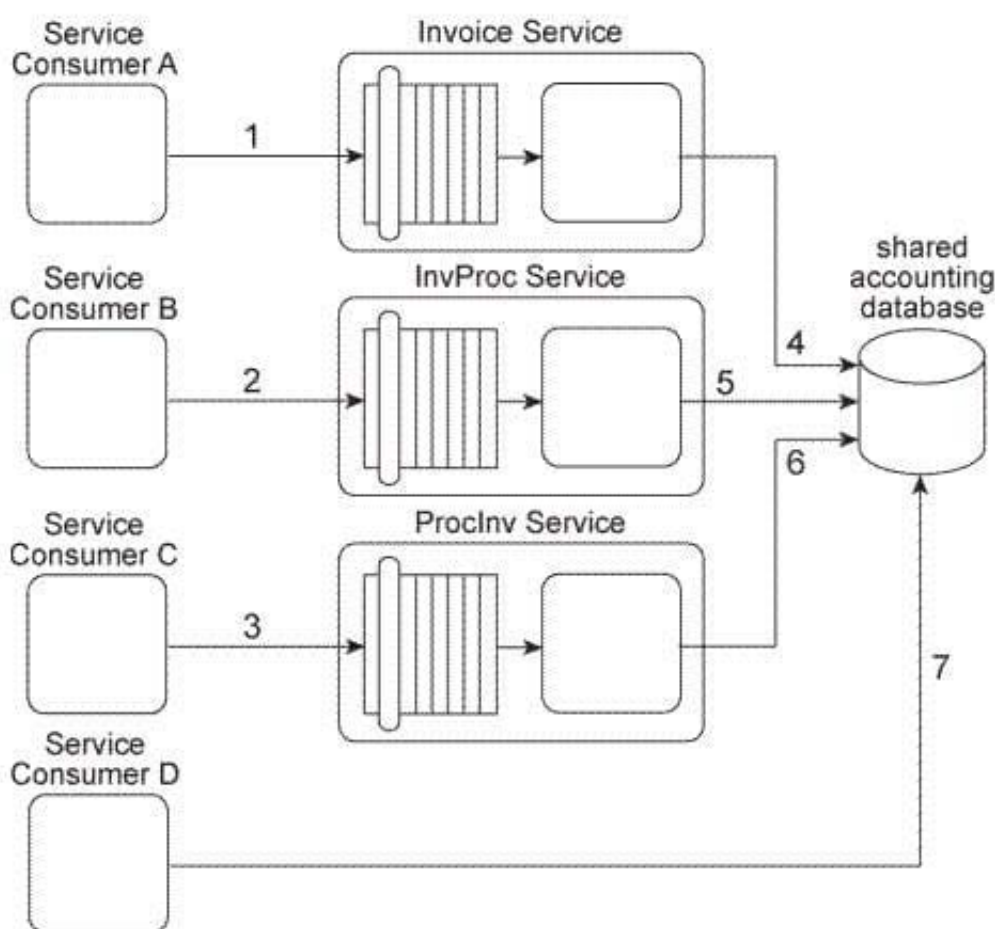 Service
Consumer A
Invoice Service
1
Service
Consumer B
InvProc Service
2
shared
accounting
database
4
5
6
Service
Consumer C
ProcInv Service
3
7
Service
Consumer D